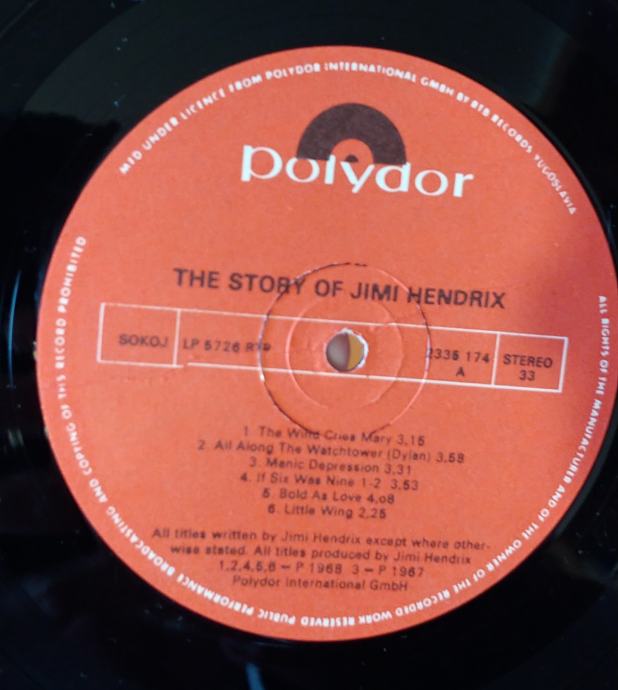 MFD UNDER LICENCE FROM POLYDOR INTERNATIONAL GMBH BY RTB RECORDS YUGOSLAVIA
polydor
THE STORY OF JIMI HENDRIX
SOKOJ LP 5726 RTB 2335 174 STEREO
A 33
1. The Wind Cries Mary 3,15
2. All Along The Watchtower (Dylan) 3,58
3. Manic Depression 3,31
4. If Six Was Nine 1-2 3,53
5. Bold As Love 4,08
6. Little Wing 2,25
All titles written by Jimi Hendrix except where other-
wise stated. All titles produced by Jimi Hendrix
1,2,4,5,6 – P 1968 3 – P 1967
Polydor International GmbH
ALL RIGHTS OF THE MANUFACTURER AND OF THE OWNER OF THE RECORDED WORK RESERVED PUBLIC PERFORMANCE BROADCASTING AND COPYING OF THIS RECORD PROHIBITED